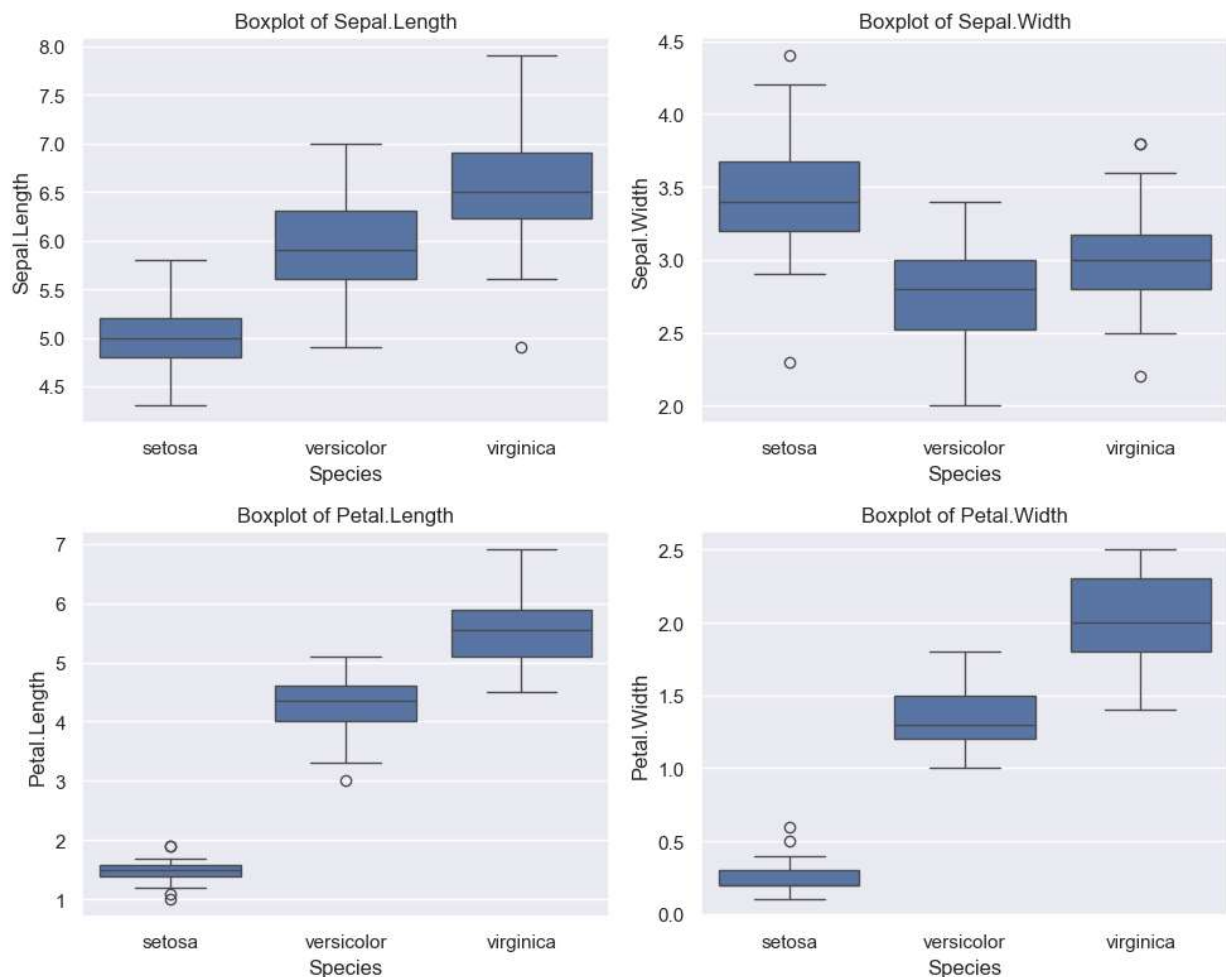 Boxplot of Sepal.Length
Sepal.Length
8.0
7.5
7.0
6.5
6.0
5.5
5.0
4.5
setosa versicolor virginica
Species
Boxplot of Sepal.Width
Sepal.Width
4.5
4.0
3.5
3.0
2.5
2.0
setosa versicolor virginica
Species
Boxplot of Petal.Length
Petal.Length
7
6
5
4
3
2
1
setosa versicolor virginica
Species
Boxplot of Petal.Width
Petal.Width
2.5
2.0
1.5
1.0
0.5
0.0
setosa versicolor virginica
Species